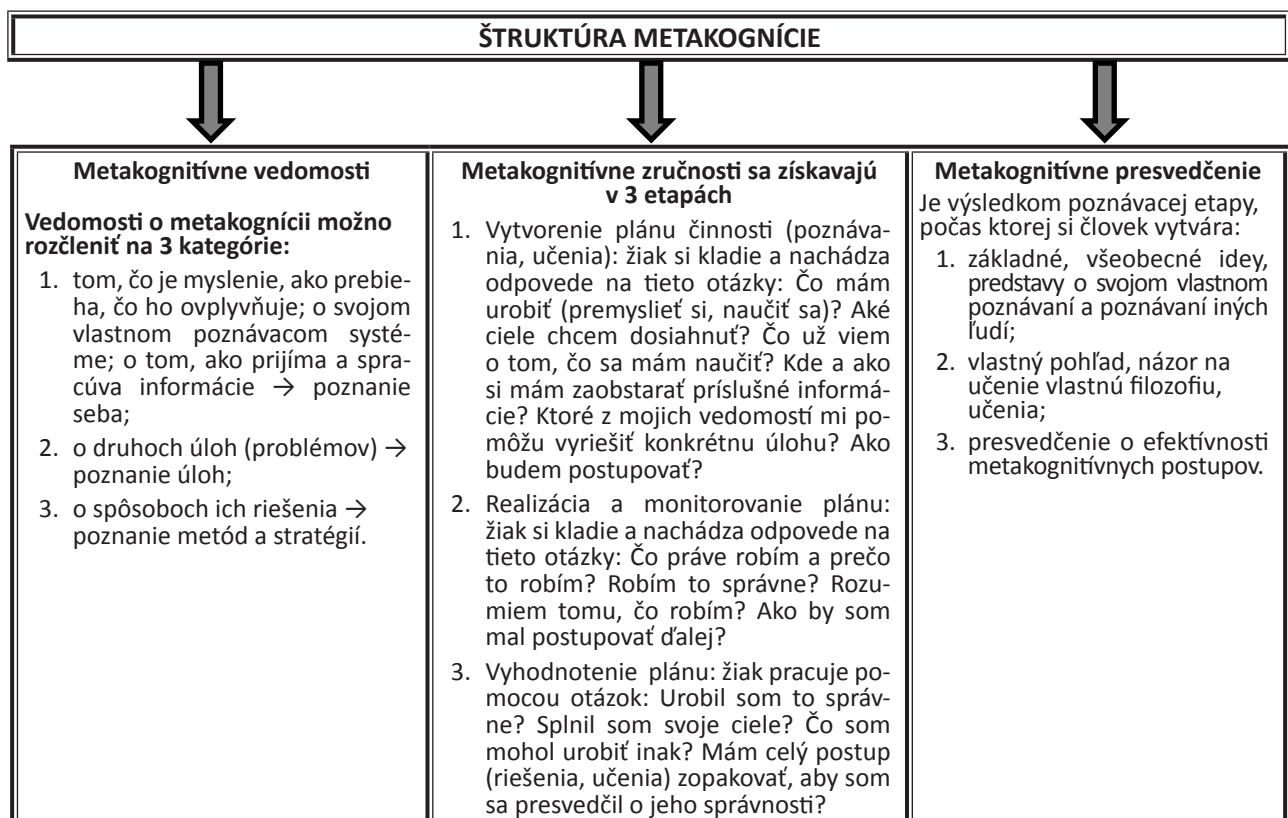 ŠTRUKTÚRA METAKOGNÍCIE
Metakognitívne vedomosti
Vedomosti o metakognícii možno
rozčleniť na 3 kategórie:
1. tom, čo je myslenie, ako prebie-
ha, čo ho ovplyvňuje; o svojom
vlastnom poznávacom systé-
me; o tom, ako prijíma a spra-
cúva informácie → poznanie
seba;
2. o druhoch úloh (problémov) →
poznanie úloh;
3. o spôsoboch ich riešenia →
poznanie metód a stratégií.
Metakognitívne zručnosti sa získavajú
v 3 etapách
1. Vytvorenie plánu činnosti (poznáva-
nia, učenia): žiak si kladie a nachádza
odpovede na tieto otázky: Čo mám
urobiť (premyslieť si, naučiť sa)? Aké
ciele chcem dosiahnuť? Čo už viem
o tom, čo sa mám naučiť? Kde a ako
si mám zaobstarať príslušné informá-
cie? Ktoré z mojich vedomostí mi po-
môžu vyriešiť konkrétnu úlohu? Ako
budem postupovať?
2. Realizácia a monitorovanie plánu:
žiak si kladie a nachádza odpovede na
tieto otázky: Čo práve robím a prečo
to robím? Robím to správne? Rozu-
miem tomu, čo robím? Ako by som
mal postupovať ďalej?
3. Vyhodnotenie plánu: žiak pracuje po-
mocou otázok: Urobil som to správ-
ne? Splnil som svoje ciele? Čo som
mohol urobiť inak? Mám celý postup
(riešenia, učenia) zopakovať, aby som
sa presvedčil o jeho správnosti?
Metakognitívne presvedčenie
Je výsledkom poznávacej etapy,
počas ktorej si človek vytvára:
1. základné, všeobecné idey,
predstavy o svojom vlastnom
poznávaní a poznávaní iných
ľudí;
2. vlastný pohľad, názor na
učenie vlastnú filozofiu,
učenia;
3. presvedčenie o efektívnosti
metakognitívnych postupov.